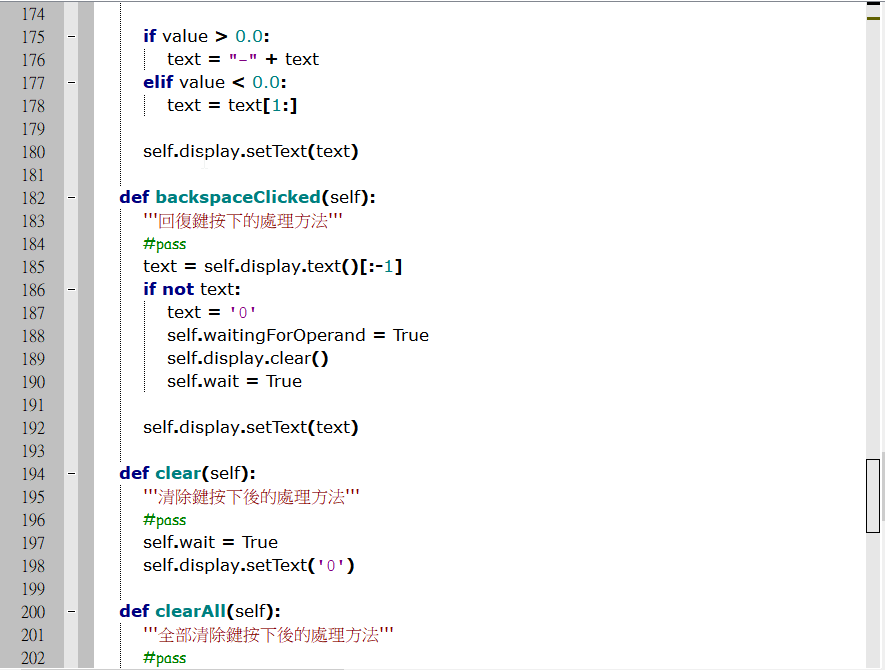 174
175 if value > 0.0:
176 text = "-" + text
177 elif value < 0.0:
178 text = text[1:]
179
180 self.display.setText(text)
181
182 def backspaceClicked(self):
183 '''回復鍵按下的處理方法'''
184 #pass
185 text = self.display.text()[:-1]
186 if not text:
187 text = '0'
188 self.waitingForOperand = True
189 self.display.clear()
190 self.wait = True
191
192 self.display.setText(text)
193
194 def clear(self):
195 '''清除鍵按下後的處理方法'''
196 #pass
197 self.wait = True
198 self.display.setText('0')
199
200 def clearAll(self):
201 '''全部清除鍵按下後的處理方法'''
202 #pass